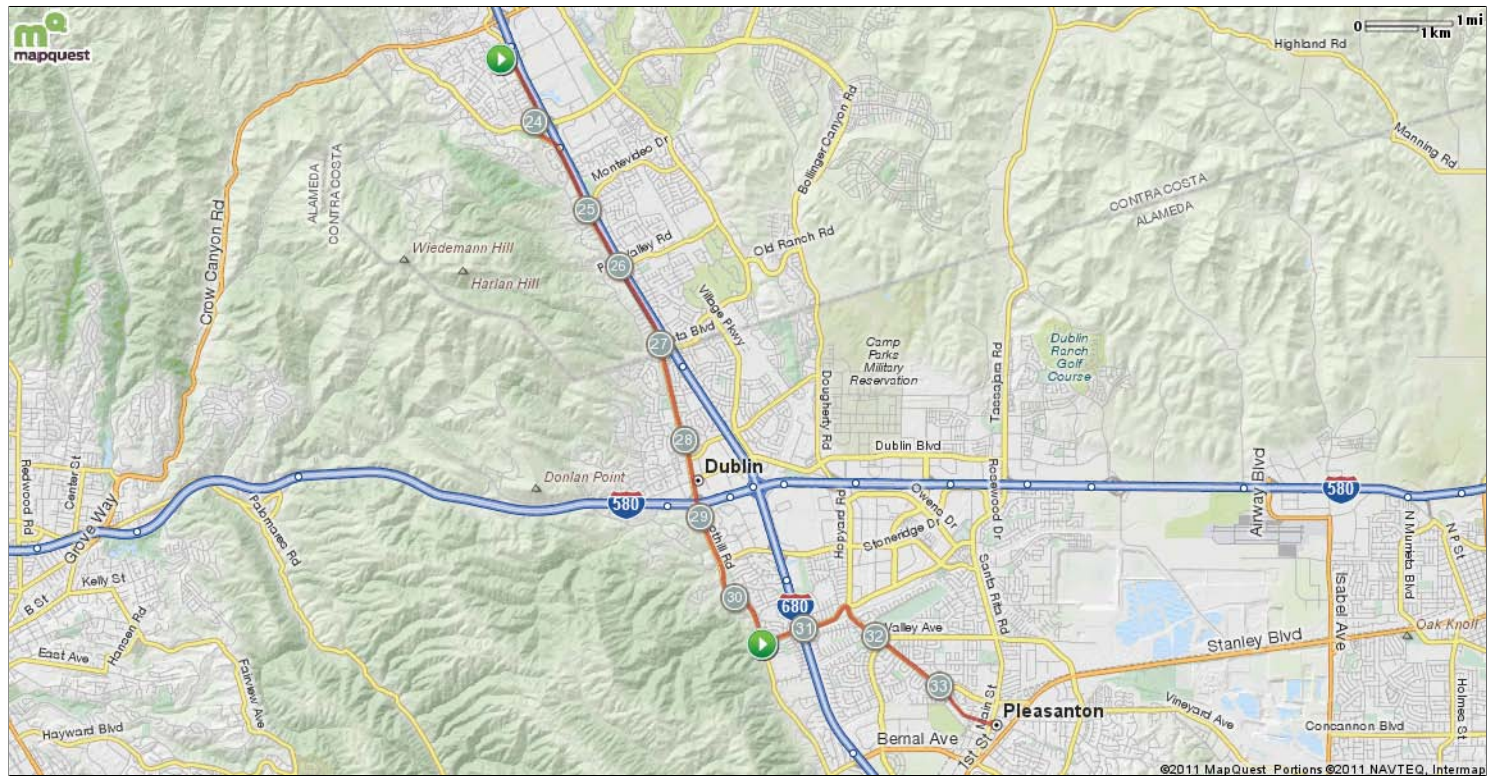 mapquest
0 1 mi
1 km
Highland Rd
Manning Rd
24
Montevideo Dr
Bollinger Canyon Rd
ALAMEDA
CONTRA COSTA
CONTRA COSTA
ALAMEDA
Crow Canyon Rd
25
Wiedemann Hill
Harlan Hill
Valley Rd
26
Old Ranch Rd
Village Pkwy
27
Blvd
Camp
Parks
Military
Reservation
Dublin
Ranch
Golf
Course
Tassajara Rd
Dougherty Rd
28
Dublin
Dublin Blvd
Redwood Rd
Center St
Grove Way
Palomares Rd
Donlan Point
580
29
Hopyard Rd
Owens Dr
Rosewood Dr
Stoneridge Dr
Airway Blvd
580
N Murrieta Blvd
N P St
Kelly St
B St
Hansen Rd
East Ave
Fairview Ave
Hayward Blvd
30
680
31
32
Valley Ave
Santa Rita Rd
Stanley Blvd
Isabel Ave
Oak Knoll
33
Main St
Pleasanton
1st St
Bernal Ave
Vineyard Ave
Concannon Blvd
Holmes St
©2011 MapQuest Portions ©2011 NAVTEQ, Intermap